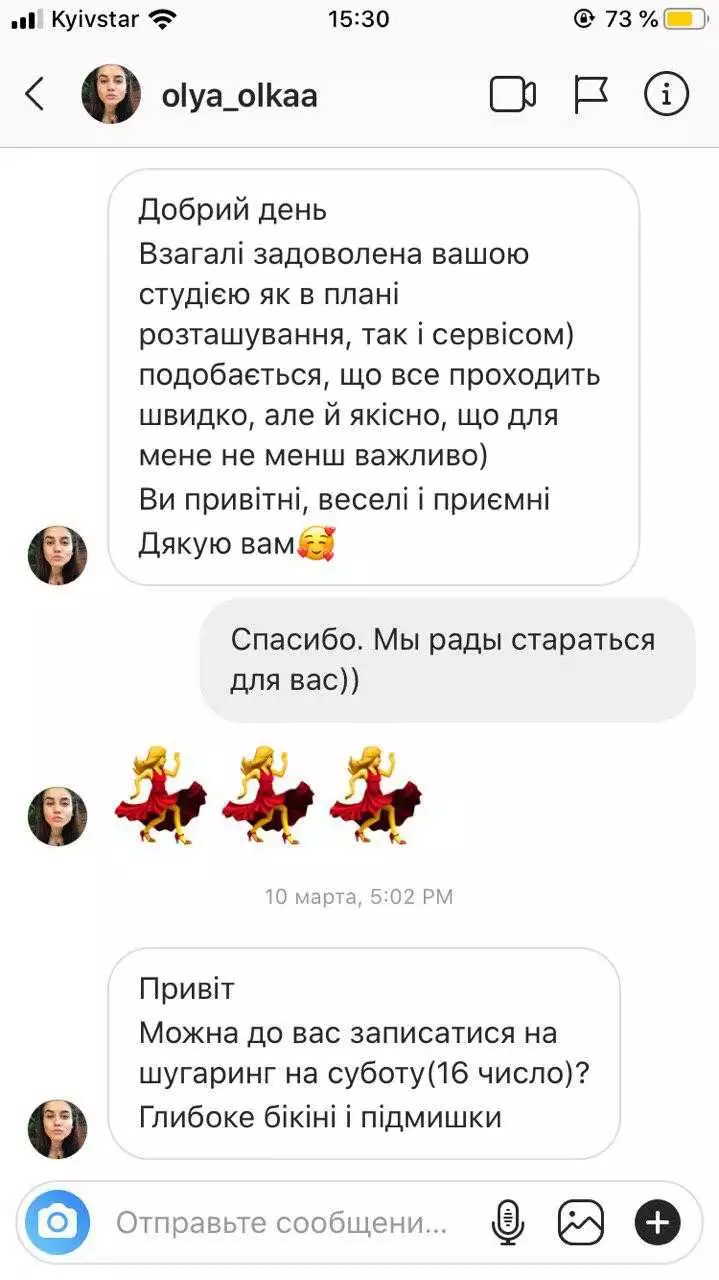 Kyivstar 15:30 73 %
olya_olkaa
Добрий день
Взагалі задоволена вашою
студією як в плані
розташування, так і сервісом)
подобається, що все проходить
швидко, але й якісно, що для
мене не менш важливо)
Ви привітні, веселі і приємні
Дякую вам🥰
Спасибо. Мы рады стараться
для вас))
💃💃💃
10 марта, 5:02 PM
Привіт
Можна до вас записатися на
шугаринг на суботу(16 число)?
Глибоке бікіні і підмишки
Отправьте сообщени...